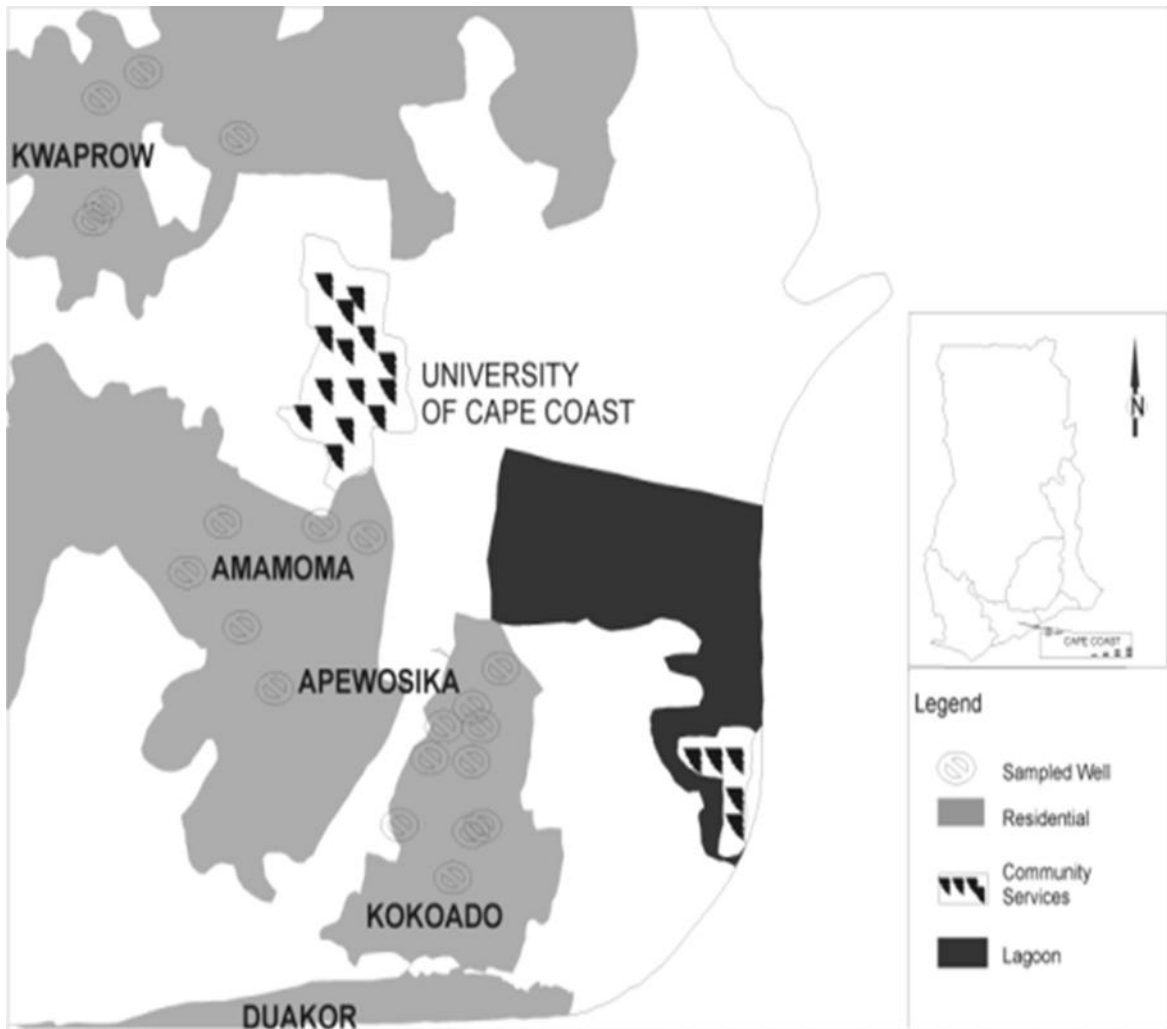 KWAPROW
UNIVERSITY
OF CAPE COAST
AMAMOMA
APEWOSIKA
KOKOADO
DUAKOR
N
CAPE COAST
Legend
Sampled Well
Residential
Community
Services
Lagoon